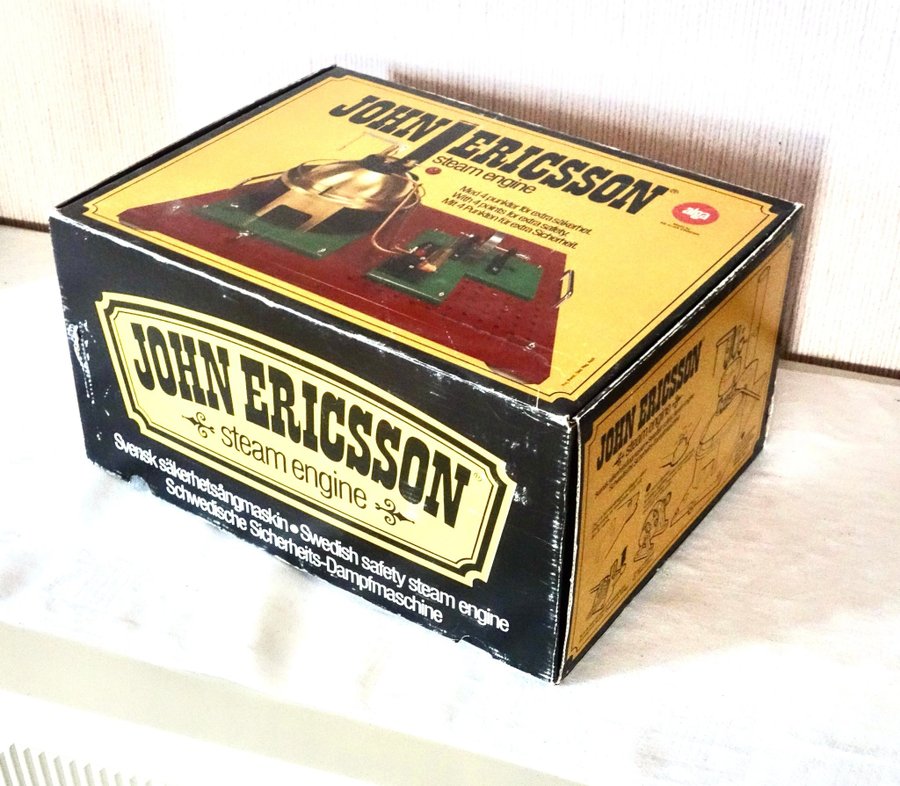 JOHN ERICSSON®
steam engine
Med 4 punkter för extra säkerhet.
With 4 points for extra safety.
Mit 4 Punkten für extra Sicherheit.
alga
JOHN ERICSSON®
steam engine
Svensk säkerhetsångmaskin • Swedish safety steam engine
Schwedische Sicherheits-Dampfmaschine
JOHN ERICSSON
steam engine